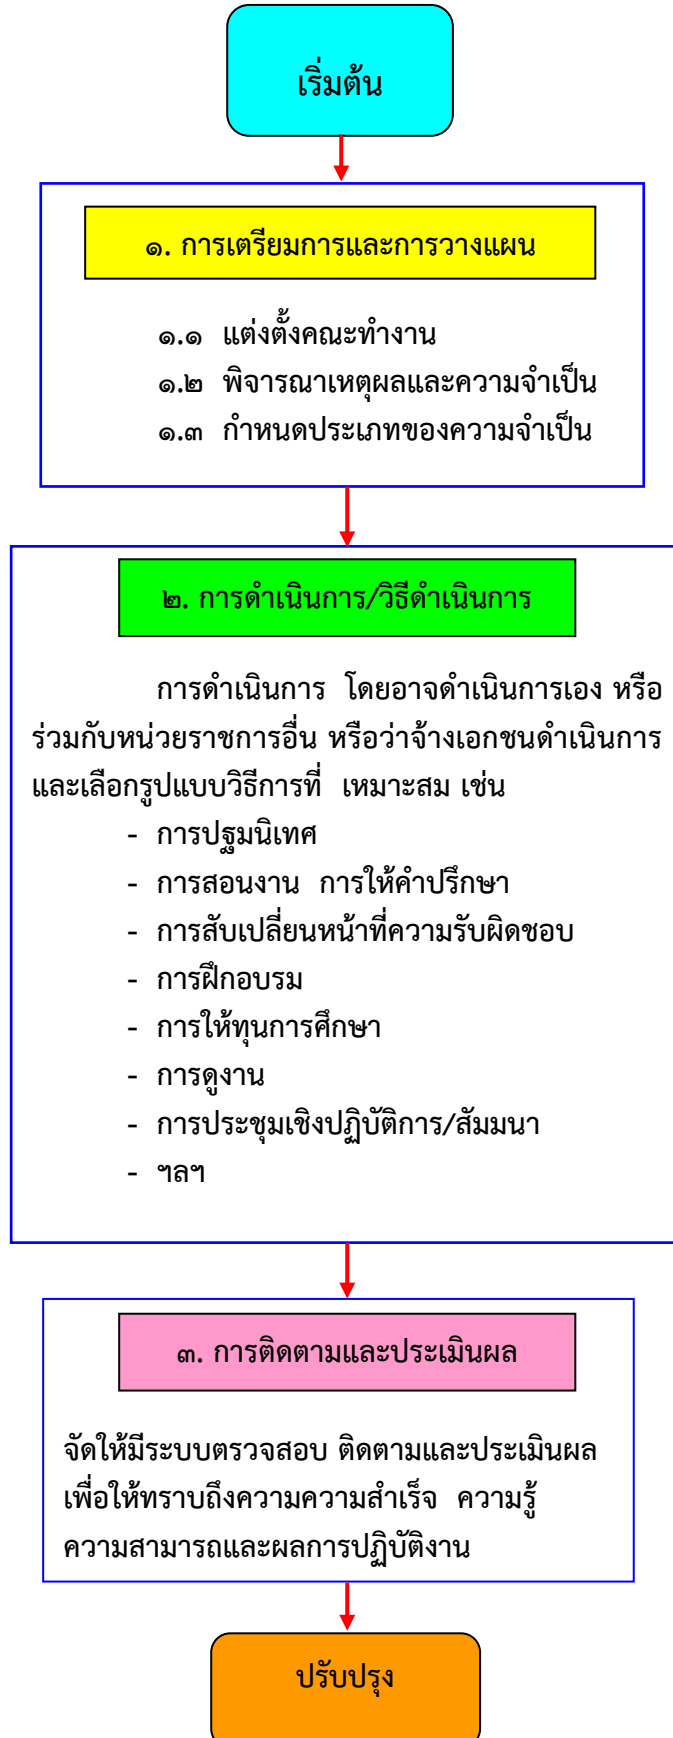 เริ่มต้น
๑. การเตรียมการและการวางแผน
๑.๑ แต่งตั้งคณะทำงาน
๑.๒ พิจารณาเหตุผลและความจำเป็น
๑.๓ กำหนดประเภทของความจำเป็น
๒. การดำเนินการ/วิธีดำเนินการ
การดำเนินการ โดยอาจดำเนินการเอง หรือ
ร่วมกับหน่วยราชการอื่น หรือว่าจ้างเอกชนดำเนินการ
และเลือกรูปแบบวิธีการที่ เหมาะสม เช่น
- การปฐมนิเทศ
- การสอนงาน การให้คำปรึกษา
- การสับเปลี่ยนหน้าที่ความรับผิดชอบ
- การฝึกอบรม
- การให้ทุนการศึกษา
- การดูงาน
- การประชุมเชิงปฏิบัติการ/สัมมนา
- ฯลฯ
๓. การติดตามและประเมินผล
จัดให้มีระบบตรวจสอบ ติดตามและประเมินผล
เพื่อให้ทราบถึงความความสำเร็จ ความรู้
ความสามารถและผลการปฏิบัติงาน
ปรับปรุง